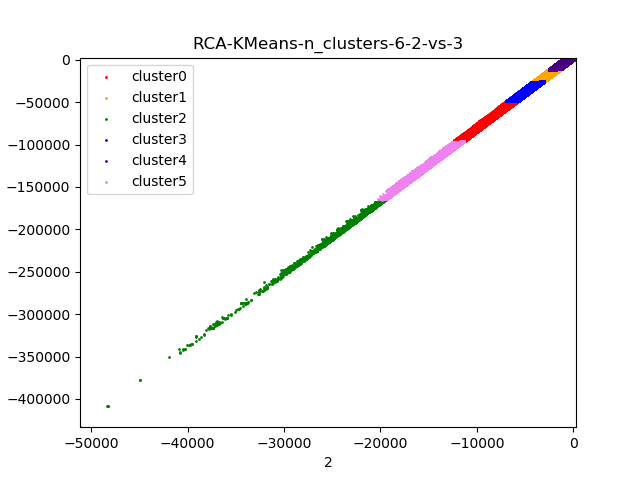 RCA-KMeans-n_clusters-6-2-vs-3
cluster0
cluster1
cluster2
cluster3
cluster4
cluster5
0
−50000
−100000
−150000
−200000
−250000
−300000
−350000
−400000
−50000 −40000 −30000 −20000 −10000 0
2